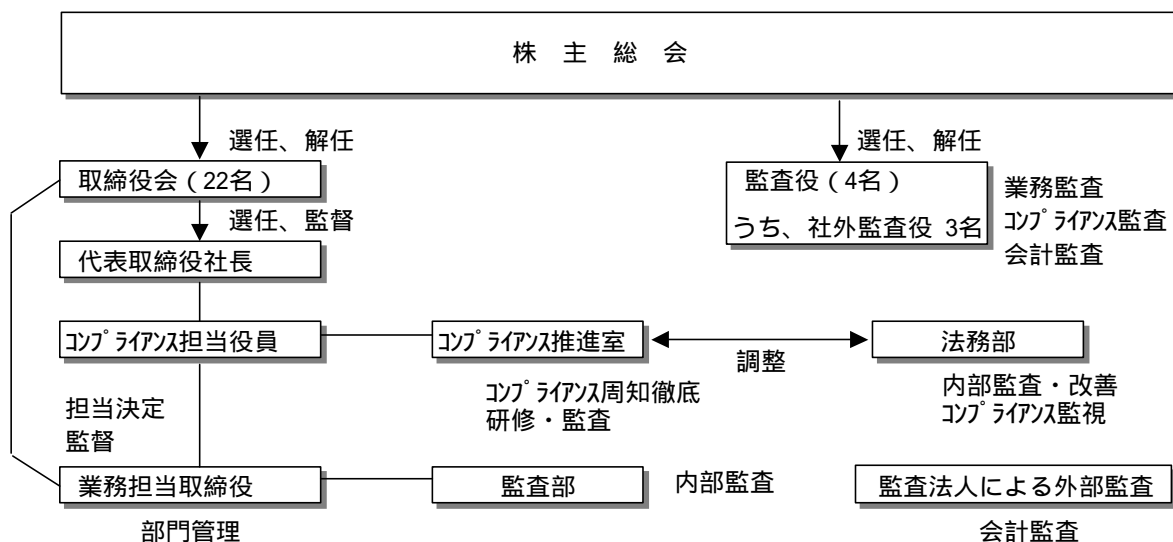 株 主 総 会
選任、解任
選任、解任
取締役会（22名）
監査役（4名）
うち、社外監査役 3名
業務監査
ｺﾝﾌﾟﾗｲｱﾝｽ監査
会計監査
選任、監督
代表取締役社長
ｺﾝﾌﾟﾗｲｱﾝｽ担当役員
ｺﾝﾌﾟﾗｲｱﾝｽ推進室
調整
法務部
ｺﾝﾌﾟﾗｲｱﾝｽ周知徹底
研修・監査
内部監査・改善
ｺﾝﾌﾟﾗｲｱﾝｽ監視
担当決定
監督
業務担当取締役
監査部
内部監査
監査法人による外部監査
部門管理
会計監査